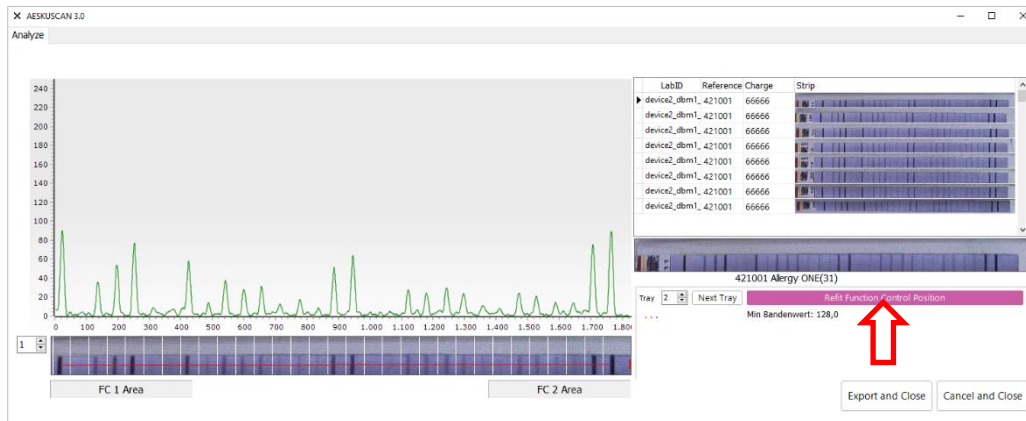 AESKUSCAN 3.0
Analyze
240
220
200
180
160
140
120
100
80
60
40
20
0
0 100 200 300 400 500 600 700 800 900 1.000 1.100 1.200 1.300 1.400 1.500 1.600 1.700 1.80
1
FC 1 Area FC 2 Area
LabID Reference Charge Strip
device2_dbm1_ 421001 66666
device2_dbm1_ 421001 66666
device2_dbm1_ 421001 66666
device2_dbm1_ 421001 66666
device2_dbm1_ 421001 66666
device2_dbm1_ 421001 66666
device2_dbm1_ 421001 66666
device2_dbm1_ 421001 66666
421001 Alergy ONE(31)
Tray 2 Next Tray Refit Function Control Position
- - - Min Bandenwert: 128,0
Export and Close Cancel and Close